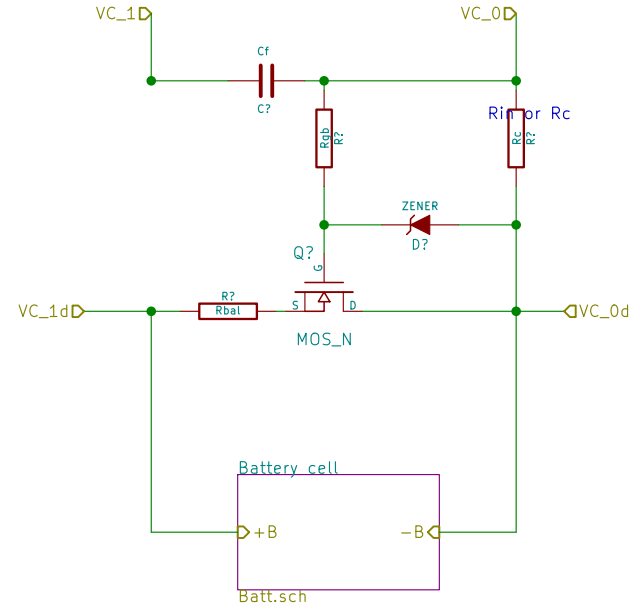 VC_1
VC_0
Cf
C?
Rin or Rc
Rgb
R?
Rc
R?
ZENER
D?
Q?
G
S
D
MOS_N
VC_1d
R?
Rbal
VC_0d
Battery cell
+B
-B
Batt.sch